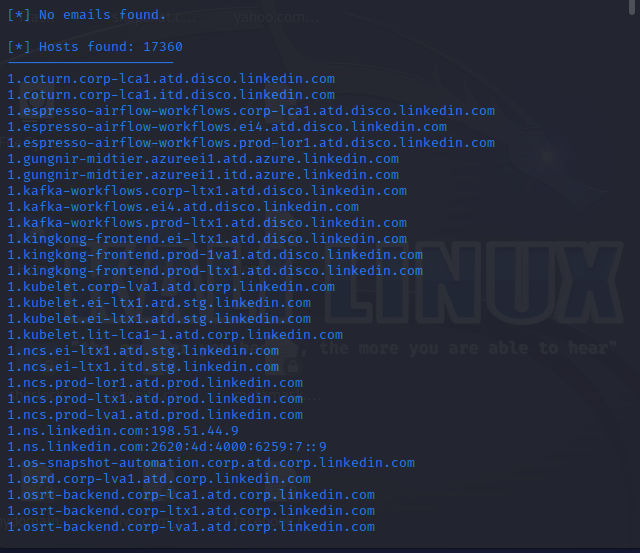 [*] No emails found.
yahoo.com...
[*] Hosts found: 17360
---------------------
1.coturn.corp-lca1.atd.disco.linkedin.com
1.coturn.corp-lca1.itd.disco.linkedin.com
1.espresso-airflow-workflows.corp-lca1.atd.disco.linkedin.com
1.espresso-airflow-workflows.ei4.atd.disco.linkedin.com
1.espresso-airflow-workflows.prod-lor1.atd.disco.linkedin.com
1.gungnir-midtier.azureei1.atd.azure.linkedin.com
1.gungnir-midtier.azureei1.itd.azure.linkedin.com
1.kafka-workflows.corp-ltx1.atd.disco.linkedin.com
1.kafka-workflows.ei4.atd.disco.linkedin.com
1.kafka-workflows.prod-ltx1.atd.disco.linkedin.com
1.kingkong-frontend.ei-ltx1.atd.disco.linkedin.com
1.kingkong-frontend.prod-1va1.atd.disco.linkedin.com
1.kingkong-frontend.prod-ltx1.atd.disco.linkedin.com
1.kubelet.corp-lva1.atd.corp.linkedin.com
1.kubelet.ei-ltx1.ard.stg.linkedin.com
1.kubelet.ei-ltx1.atd.stg.linkedin.com
1.kubelet.lit-lca1-1.atd.corp.linkedin.com
1.ncs.ei-ltx1.atd.stg.linkedin.com
1.ncs.ei-ltx1.itd.stg.linkedin.com
1.ncs.prod-lor1.atd.prod.linkedin.com
1.ncs.prod-ltx1.atd.prod.linkedin.com
1.ncs.prod-lva1.atd.prod.linkedin.com
1.ns.linkedin.com:198.51.44.9
1.ns.linkedin.com:2620:4d:4000:6259:7::9
1.os-snapshot-automation.corp.atd.corp.linkedin.com
1.osrd.corp-lva1.atd.corp.linkedin.com
1.osrt-backend.corp-lca1.atd.corp.linkedin.com
1.osrt-backend.corp-ltx1.atd.corp.linkedin.com
1.osrt-backend.corp-lva1.atd.corp.linkedin.com
LINUX
, the more you are able to hear"